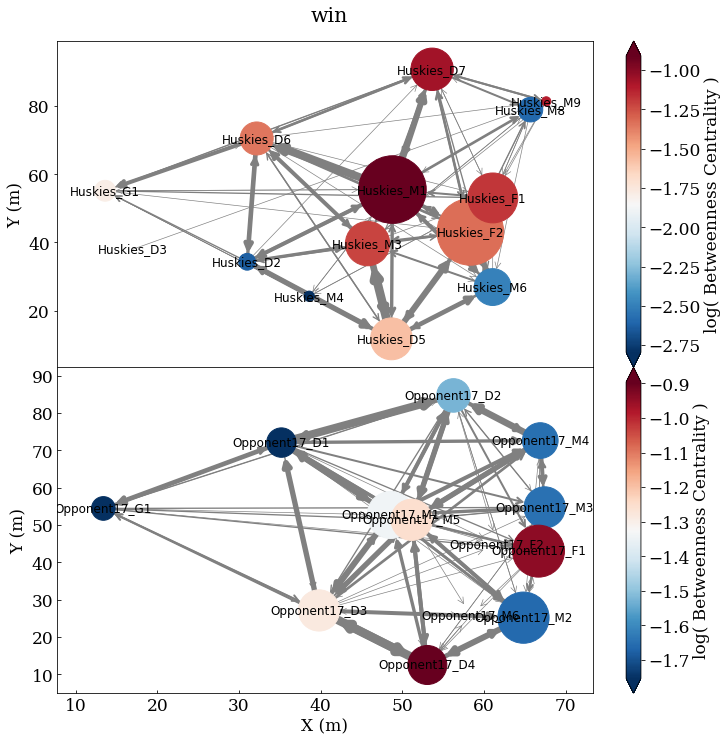 win
Huskies_D7
Huskies_M9
Huskies_M8
Huskies_D6
Huskies_G1
Huskies_M1
Huskies_F1
Huskies_F2
Huskies_M3
Huskies_D3
Huskies_D2
Huskies_M4
Huskies_M6
Huskies_D5
80
60
40
20
Y (m)
−1.00
−1.25
−1.50
−1.75
−2.00
−2.25
−2.50
−2.75
log( Betweenness Centrality )
Opponent17_D2
Opponent17_D1
Opponent17_M4
Opponent17_G1
Opponent17_M3
Opponent17_M1
Opponent17_M5
Opponent17_F2
Opponent17_F1
Opponent17_D3
Opponent17_M6
Opponent17_M2
Opponent17_D4
90
80
70
60
50
40
30
20
10
Y (m)
10
20
30
40
50
60
70
X (m)
−0.9
−1.0
−1.1
−1.2
−1.3
−1.4
−1.5
−1.6
−1.7
log( Betweenness Centrality )